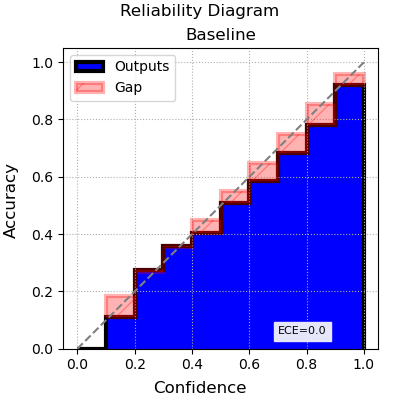 Reliability Diagram
Baseline
Outputs
Gap
Accuracy
1.0
0.8
0.6
0.4
0.2
0.0
ECE=0.0
0.0 0.2 0.4 0.6 0.8 1.0
Confidence